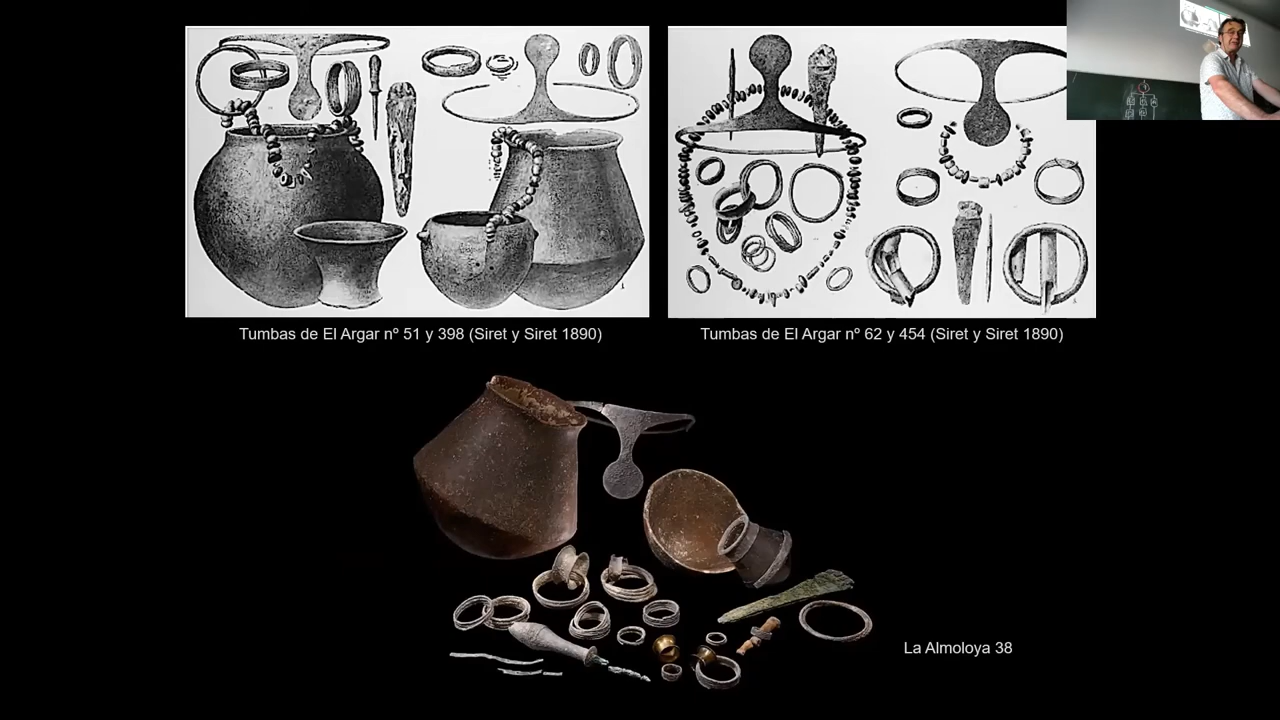 Tumbas de El Argar nº 51 y 398 (Siret y Siret 1890)
Tumbas de El Argar nº 62 y 454 (Siret y Siret 1890)
La Almoloya 38